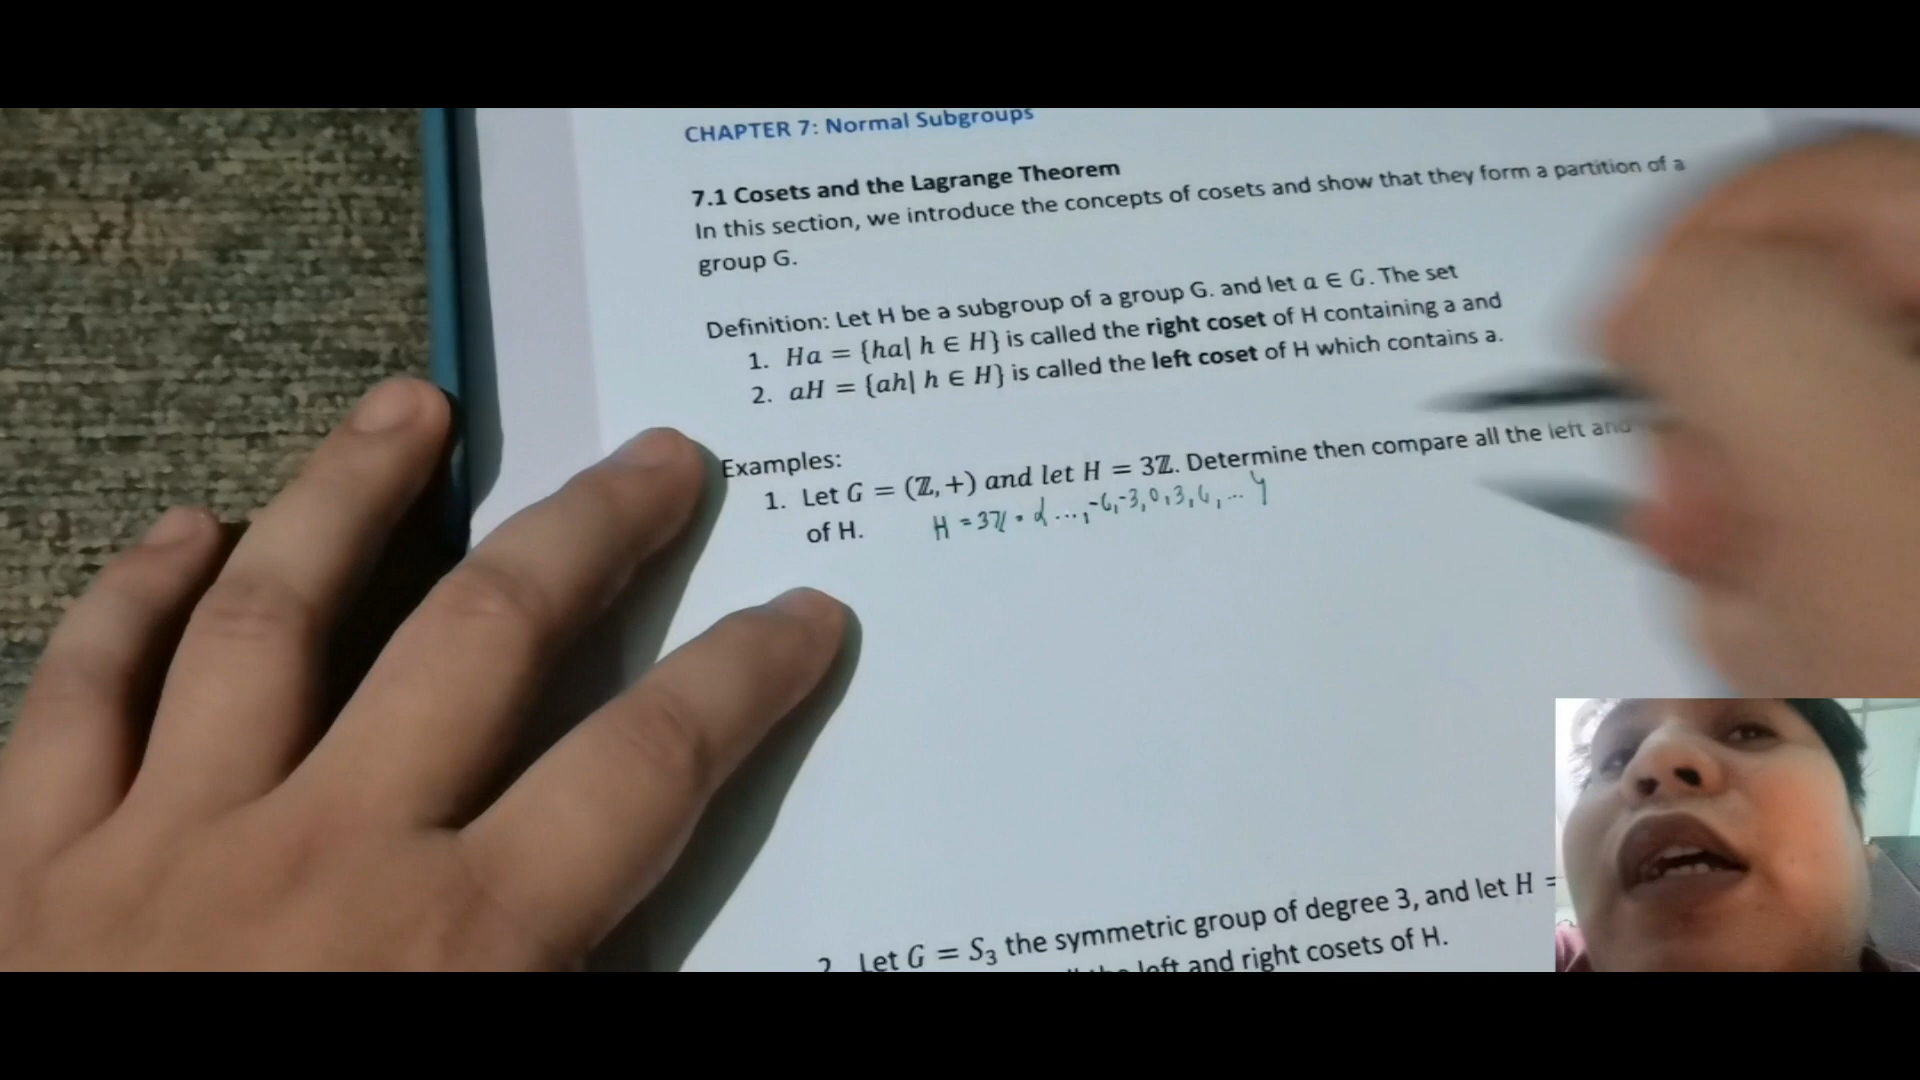 CHAPTER 7: Normal Subgroups
7.1 Cosets and the Lagrange Theorem
In this section, we introduce the concepts of cosets and show that they form a partition of a
group G.
Definition: Let H be a subgroup of a group G. and let a ∈ G. The set
1. Ha = {ha| h ∈ H} is called the right coset of H containing a and
2. aH = {ah| h ∈ H} is called the left coset of H which contains a.
Examples:
1. Let G = (ℤ, +) and let H = 3ℤ. Determine then compare all the left and
of H.
H = 3ℤ = { ..., -6, -3, 0, 3, 6, ... }
2. Let G = S₃ the symmetric group of degree 3, and let H =
left and right cosets of H.